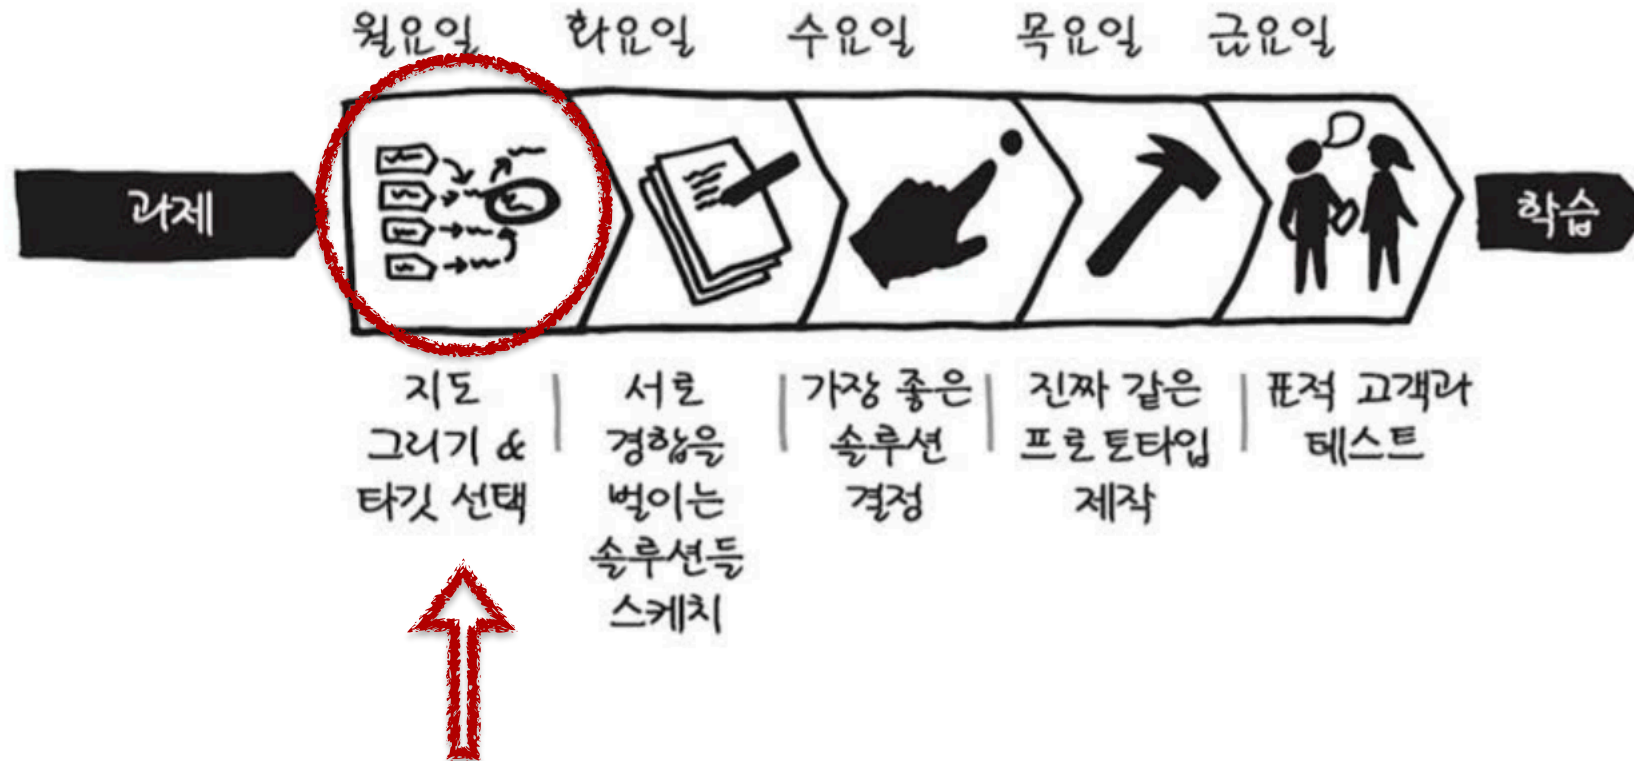 월요일
화요일
수요일
목요일
금요일
과제
학습
지도
그리기 &
타깃 선택
서로
경합을
벌이는
솔루션들
스케치
가장 좋은
솔루션
결정
진짜 같은
프로토타입
제작
표적 고객과
테스트